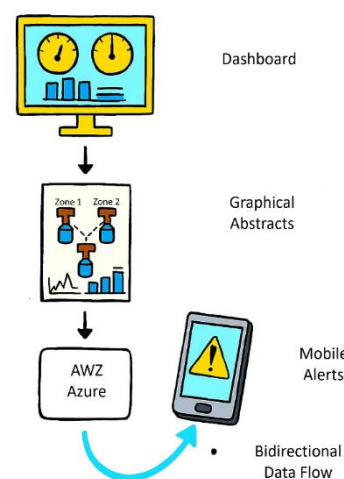 Dashboard
Zone 1 Zone 2
Graphical
Abstracts
AWZ
Azure
Mobile
Alerts
• Bidirectional
Data Flow